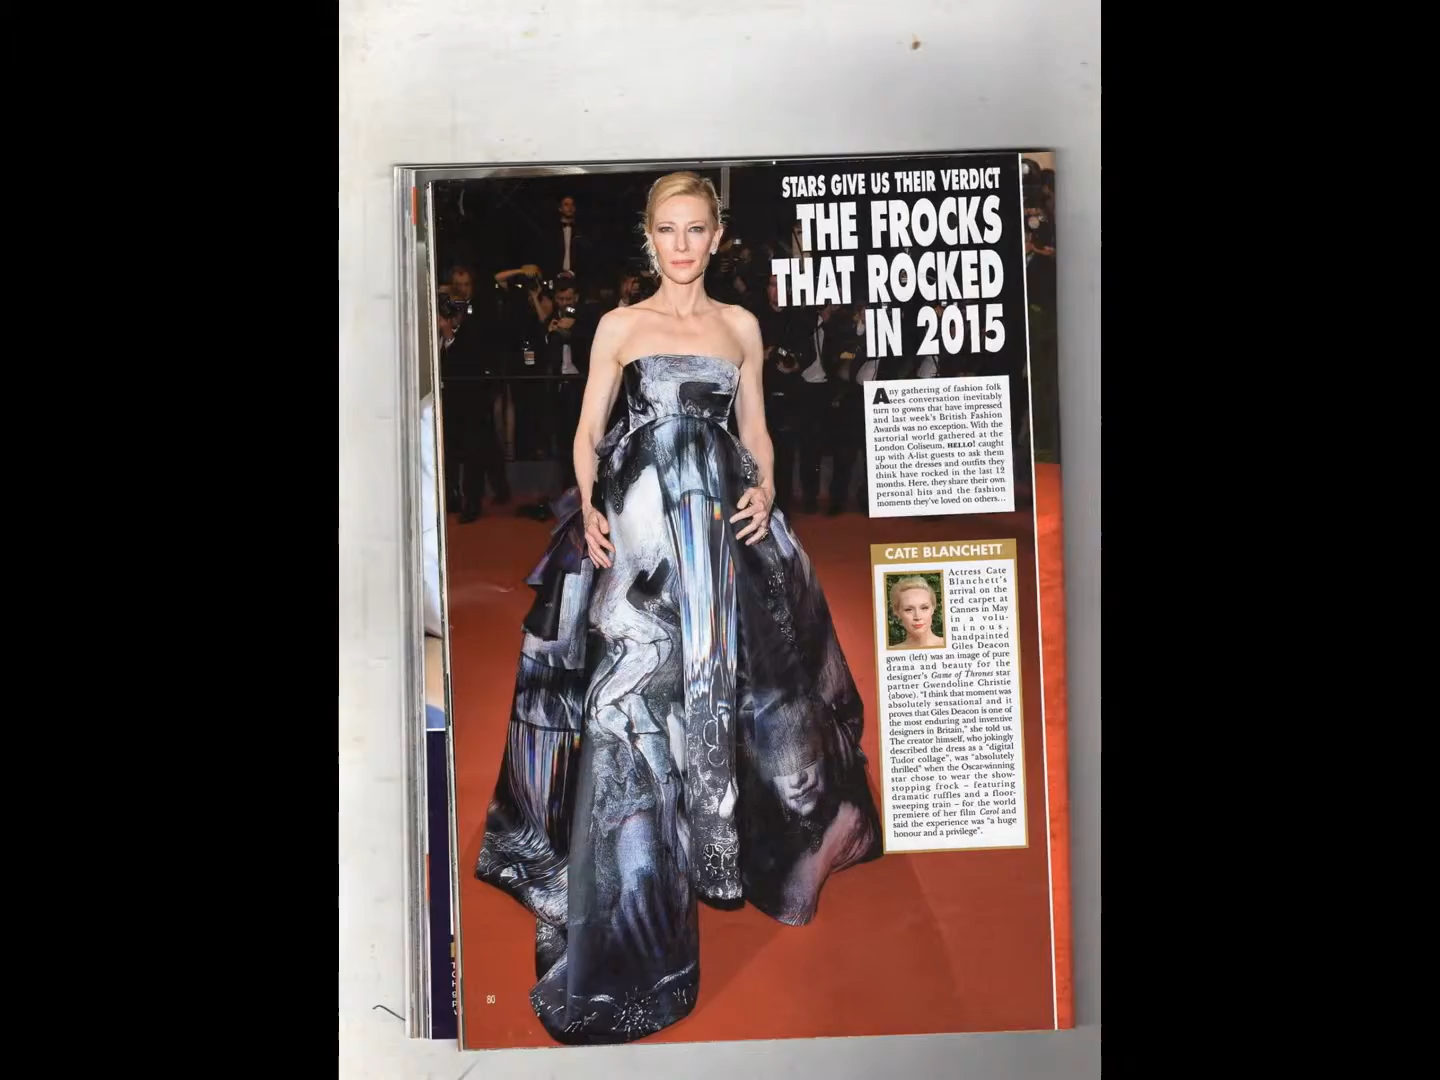 STARS GIVE US THEIR VERDICT
THE FROCKS
THAT ROCKED
IN 2015
Any gathering of fashion folk
sees conversation inevitably
turn to gowns that have impressed
and last week's British Fashion
Awards was no exception. With the
sartorial world gathered at the
London Coliseum, HELLO! caught
up with A-list guests to ask them
about the dresses and outfits they
think have rocked in the last 12
months. Here, they share their own
personal hits and the fashion
moments they've loved on others...
CATE BLANCHETT
Actress Cate
Blanchett's
arrival on the
red carpet at
Cannes in May
in a volu-
minous,
handpainted
Giles Deacon
gown (left) was an image of pure
drama and beauty for the
designer's Game of Thrones star
partner Gwendoline Christie
(above). "I think that moment was
absolutely sensational and it
proves that Giles Deacon is one of
the most enduring and inventive
designers in Britain," she told us.
The creator himself, who jokingly
described the dress as a "digital
Tudor collage", was "absolutely
thrilled" when the Oscar-winning
star chose to wear the show-
stopping frock – featuring
dramatic ruffles and a floor-
sweeping train – for the world
premiere of her film Carol and
said the experience was "a huge
honour and a privilege".
80